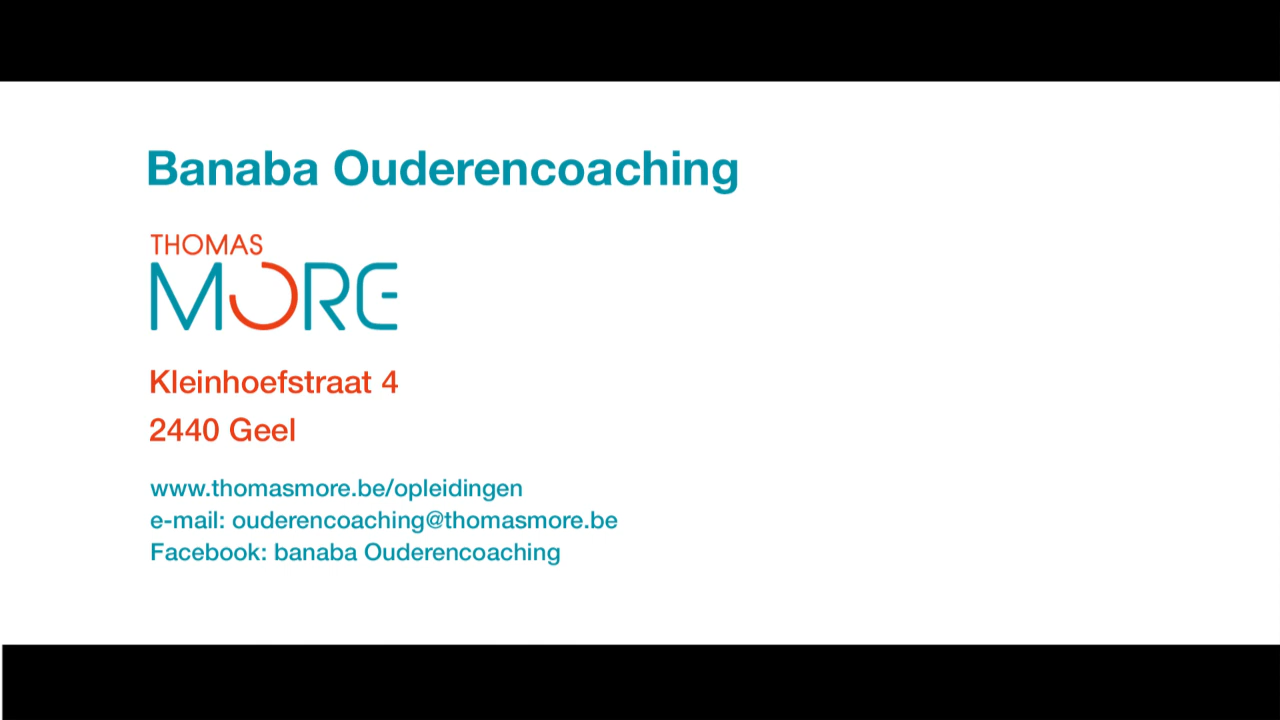 Banaba Ouderencoaching
THOMAS
MORE
Kleinhoefstraat 4
2440 Geel
www.thomasmore.be/opleidingen
e-mail: ouderencoaching@thomasmore.be
Facebook: banaba Ouderencoaching